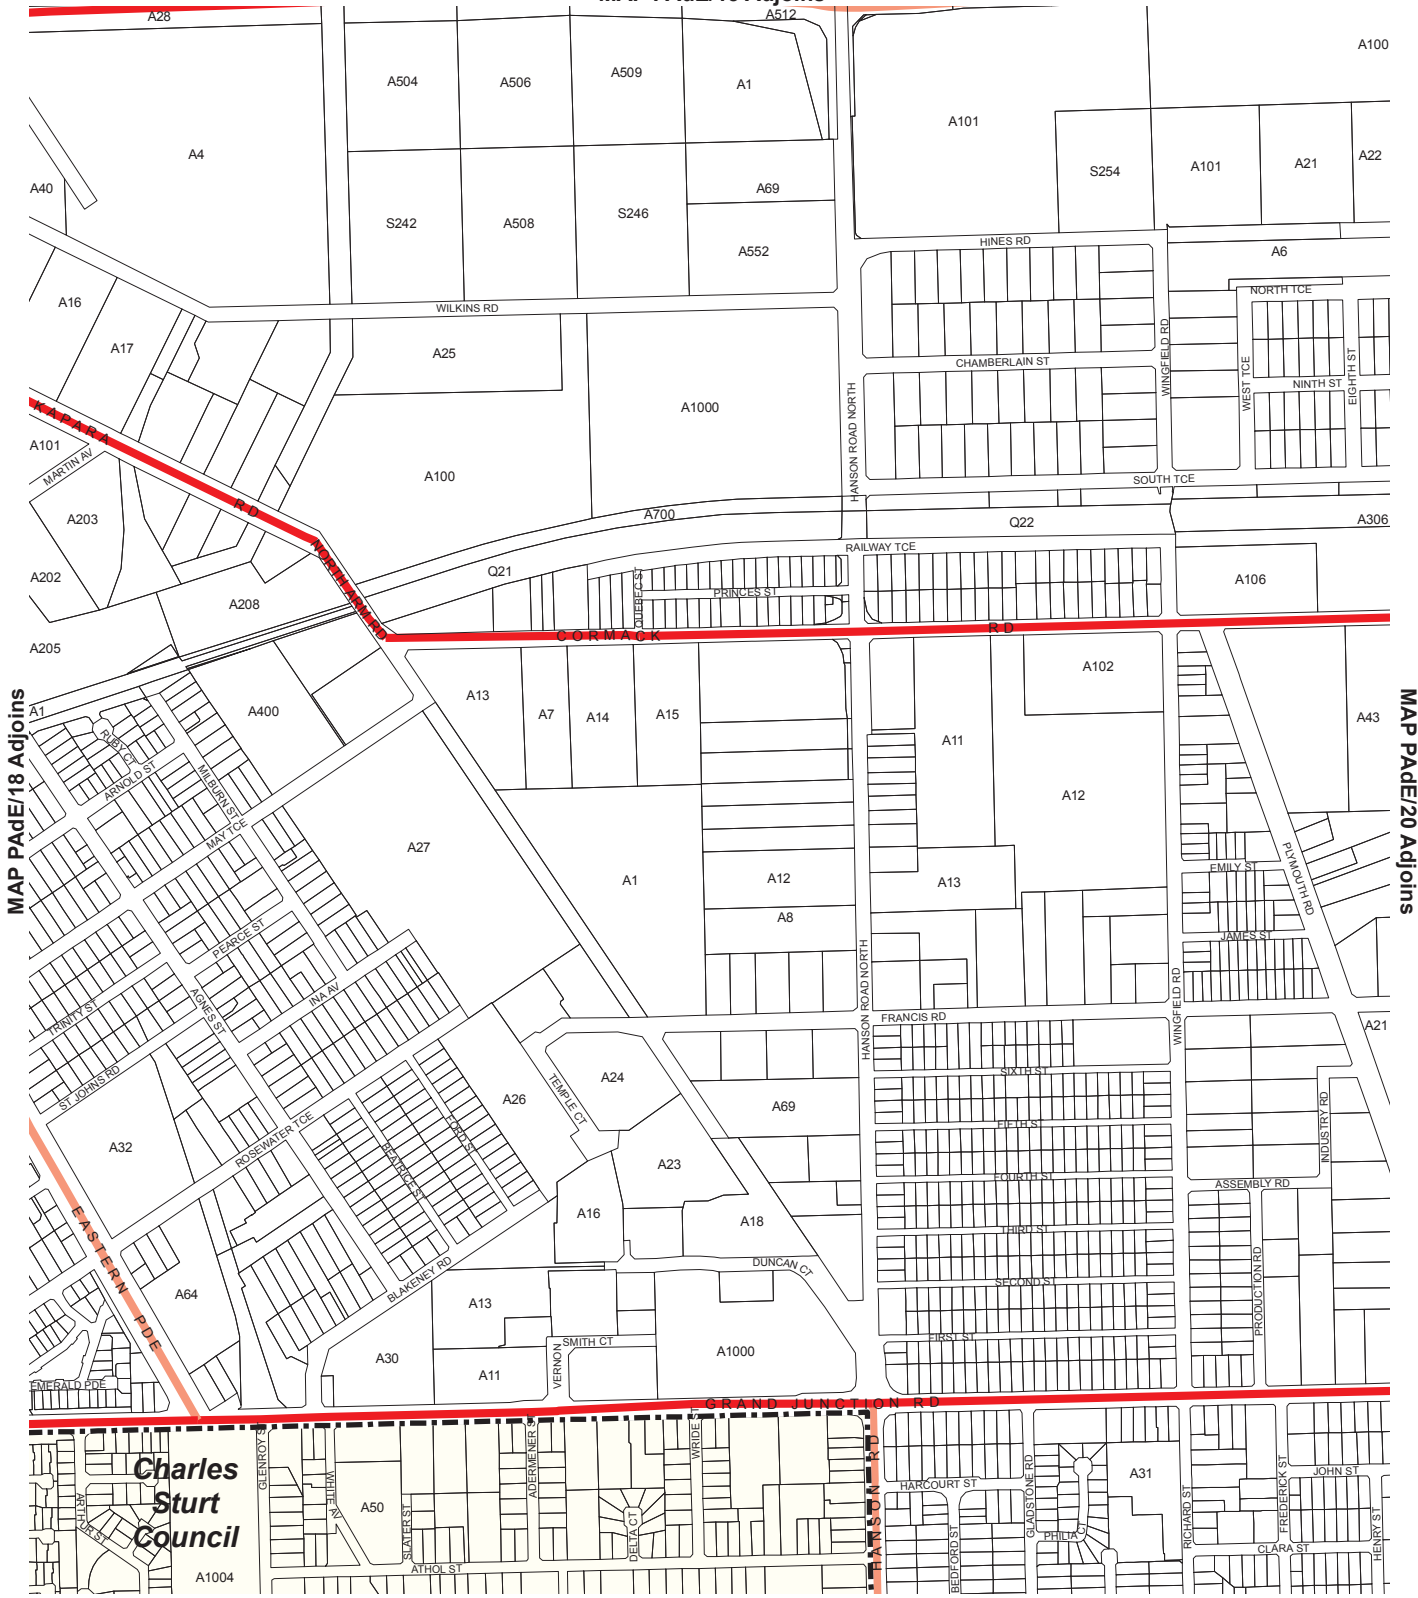 A28
A512
A100
A504
A506
A509
A1
A101
A4
S254
A101
A21
A22
A40
A69
S242
A508
S246
A552
HINES RD
A6
NORTH TCE
A16
WILKINS RD
A17
A25
CHAMBERLAIN ST
WINGFIELD RD
WEST TCE
NINTH ST
EIGHTH ST
KAPARA RD
A1000
HANSON ROAD NORTH
A101
MARTIN AV
A100
SOUTH TCE
A203
A700
Q22
A306
NORTH ARM RD
RAILWAY TCE
A202
Q21
QUEBEC ST
PRINCES ST
A106
A208
CORMACK RD
A205
A102
MAP PAdE/18 Adjoins
MAP PAdE/20 Adjoins
A1
A400
A13
A7
A14
A15
A11
A43
RUBY CT
ARNOLD ST
MILBURN ST
MAY TCE
A12
A27
A1
A12
A13
EMILY ST
PLYMOUTH RD
A8
PEARCE ST
JAMES ST
TRINITY ST
AGNES ST
INA AV
HANSON ROAD NORTH
WINGFIELD RD
FRANCIS RD
A21
ST JOHNS RD
TEMPLE CT
A24
SIXTH ST
A26
A69
FIFTH ST
INDUSTRY RD
A32
ROSEWATER TCE
FORD ST
BEATRICE ST
A23
FOURTH ST
ASSEMBLY RD
EASTERN PDE
A16
A18
THIRD ST
PRODUCTION RD
BLAKENEY RD
DUNCAN CT
SECOND ST
A64
A13
FIRST ST
VERNON
SMITH CT
A30
A11
A1000
EMERALD PDE
GRAND JUNCTION RD
GLENROY ST
ADERMENER ST
WRIDE ST
HANSON RD
Charles
Sturt
Council
WHITE AV
A50
SLATER ST
DELTA CT
HARCOURT ST
GLADSTONE RD
A31
JOHN ST
ARTHUR ST
BEDFORD ST
PHILIA CT
RICHARD ST
FREDERICK ST
HENRY ST
CLARA ST
ATHOL ST
A1004